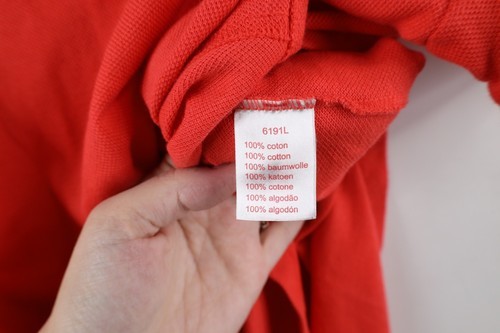 6191L
100% coton
100% cotton
100% baumwolle
100% katoen
100% cotone
100% algodão
100% algodón